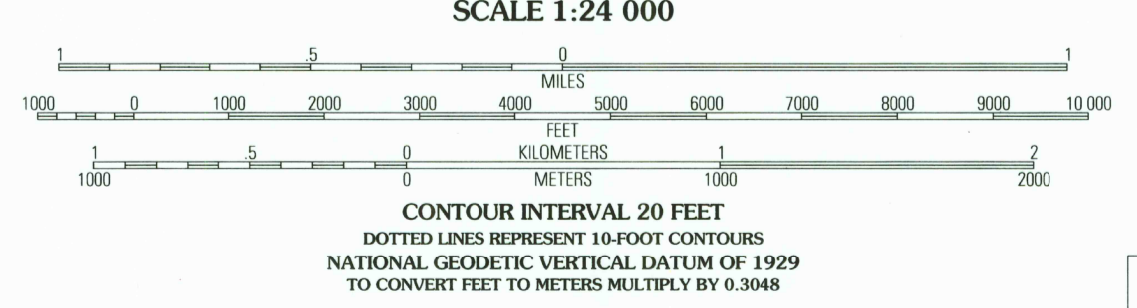 SCALE 1:24 000
1 .5 0 1
MILES
1000 0 1000 2000 3000 4000 5000 6000 7000 8000 9000 10 000
FEET
1 .5 0 KILOMETERS 1 2
1000 0 METERS 1000 2000
CONTOUR INTERVAL 20 FEET
DOTTED LINES REPRESENT 10-FOOT CONTOURS
NATIONAL GEODETIC VERTICAL DATUM OF 1929
TO CONVERT FEET TO METERS MULTIPLY BY 0.3048